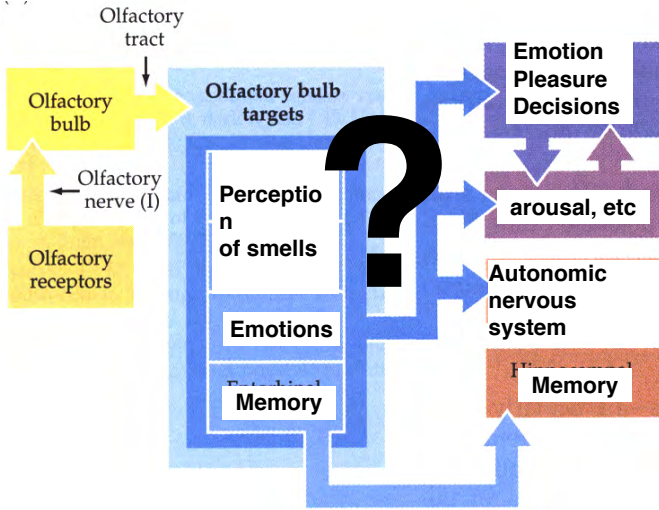 Olfactory
tract
Olfactory
bulb
Olfactory
nerve (I)
Olfactory
receptors
Olfactory bulb
targets
?
Perceptio
n
of smells
Emotions
Memory
Emotion
Pleasure
Decisions
arousal, etc
Autonomic
nervous
system
Memory